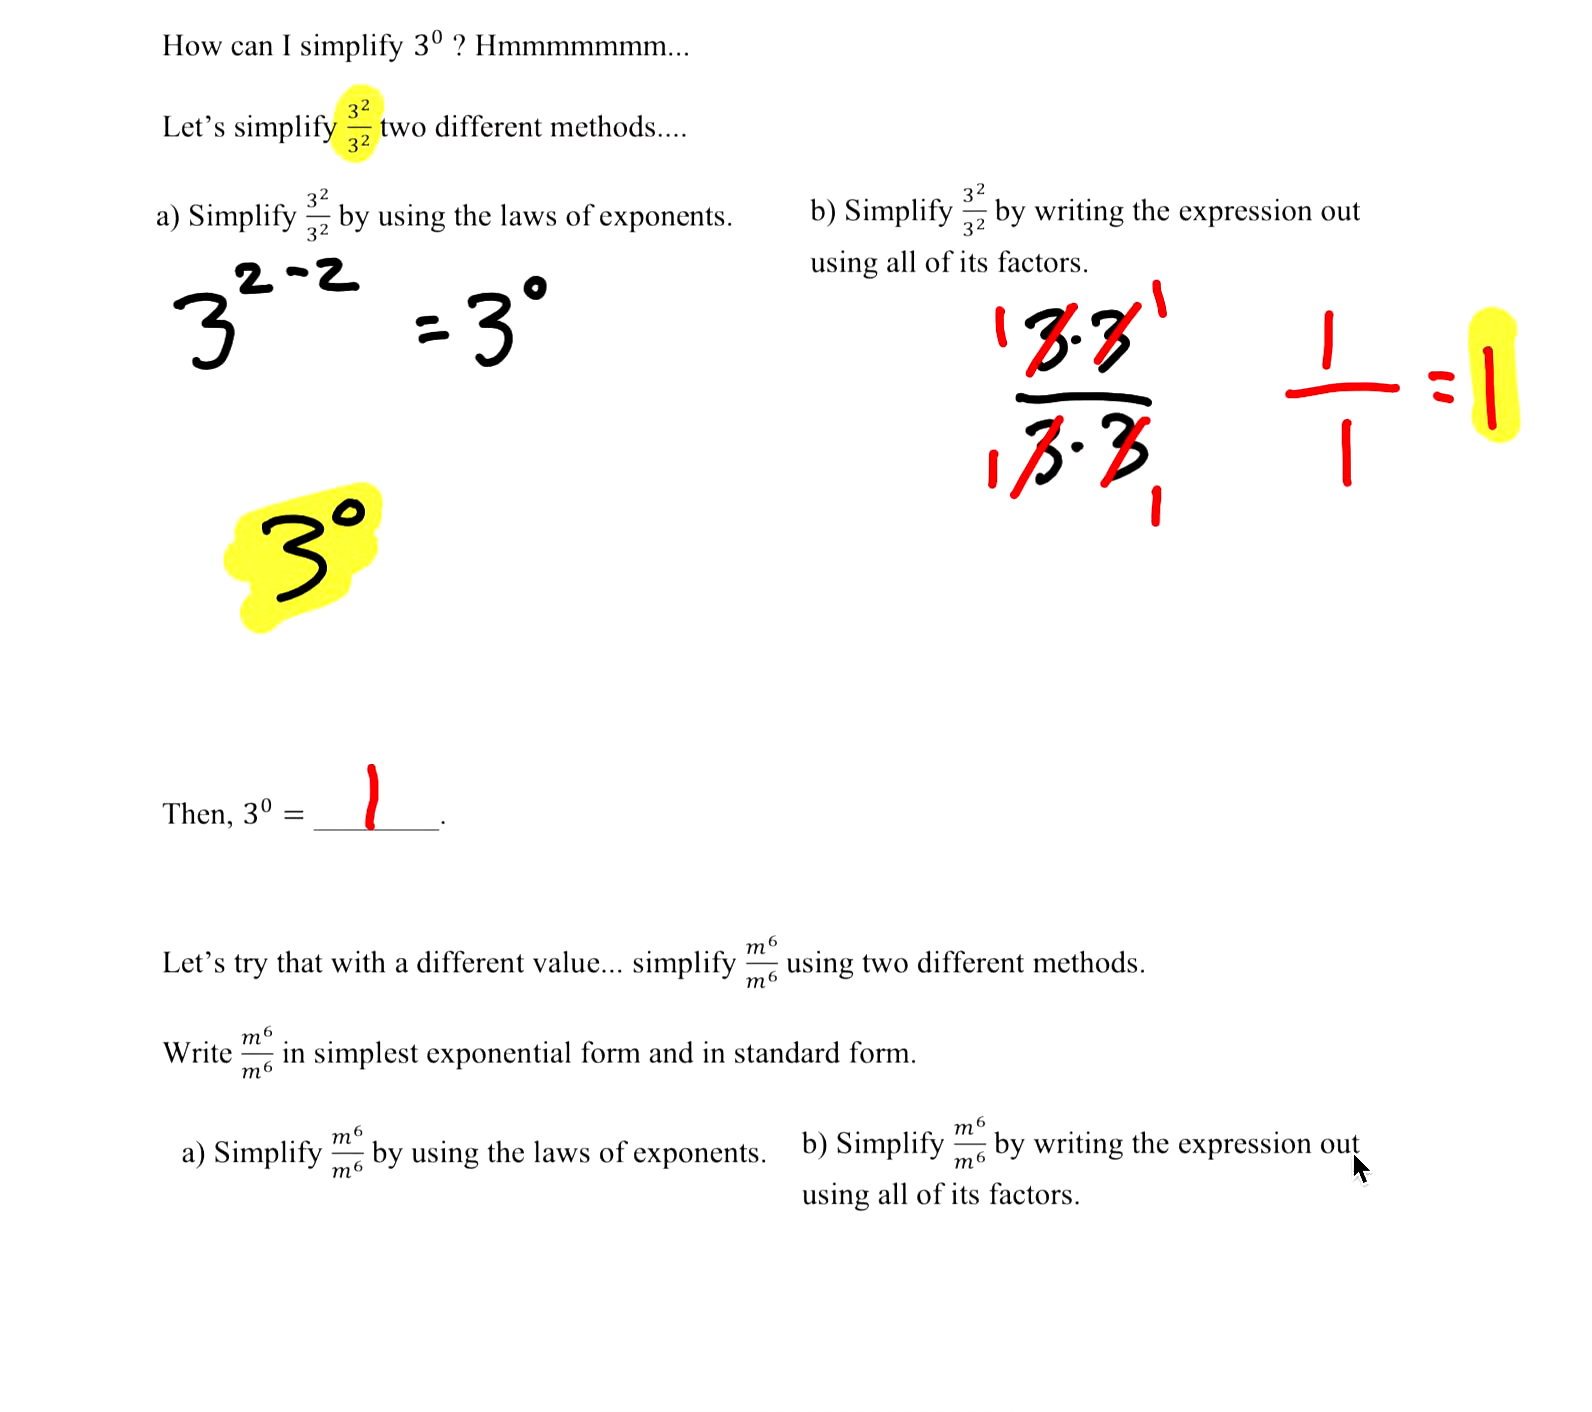 How can I simplify 3⁰ ? Hmmmmmmm...
Let's simplify 3²/3² two different methods....
a) Simplify 3²/3² by using the laws of exponents.
3²⁻² = 3⁰
3⁰
b) Simplify 3²/3² by writing the expression out
using all of its factors.
1 3·3 1
1 3·3 1
1/1 = 1
Then, 3⁰ = 1.
Let's try that with a different value... simplify m⁶/m⁶ using two different methods.
Write m⁶/m⁶ in simplest exponential form and in standard form.
a) Simplify m⁶/m⁶ by using the laws of exponents.
b) Simplify m⁶/m⁶ by writing the expression out
using all of its factors.